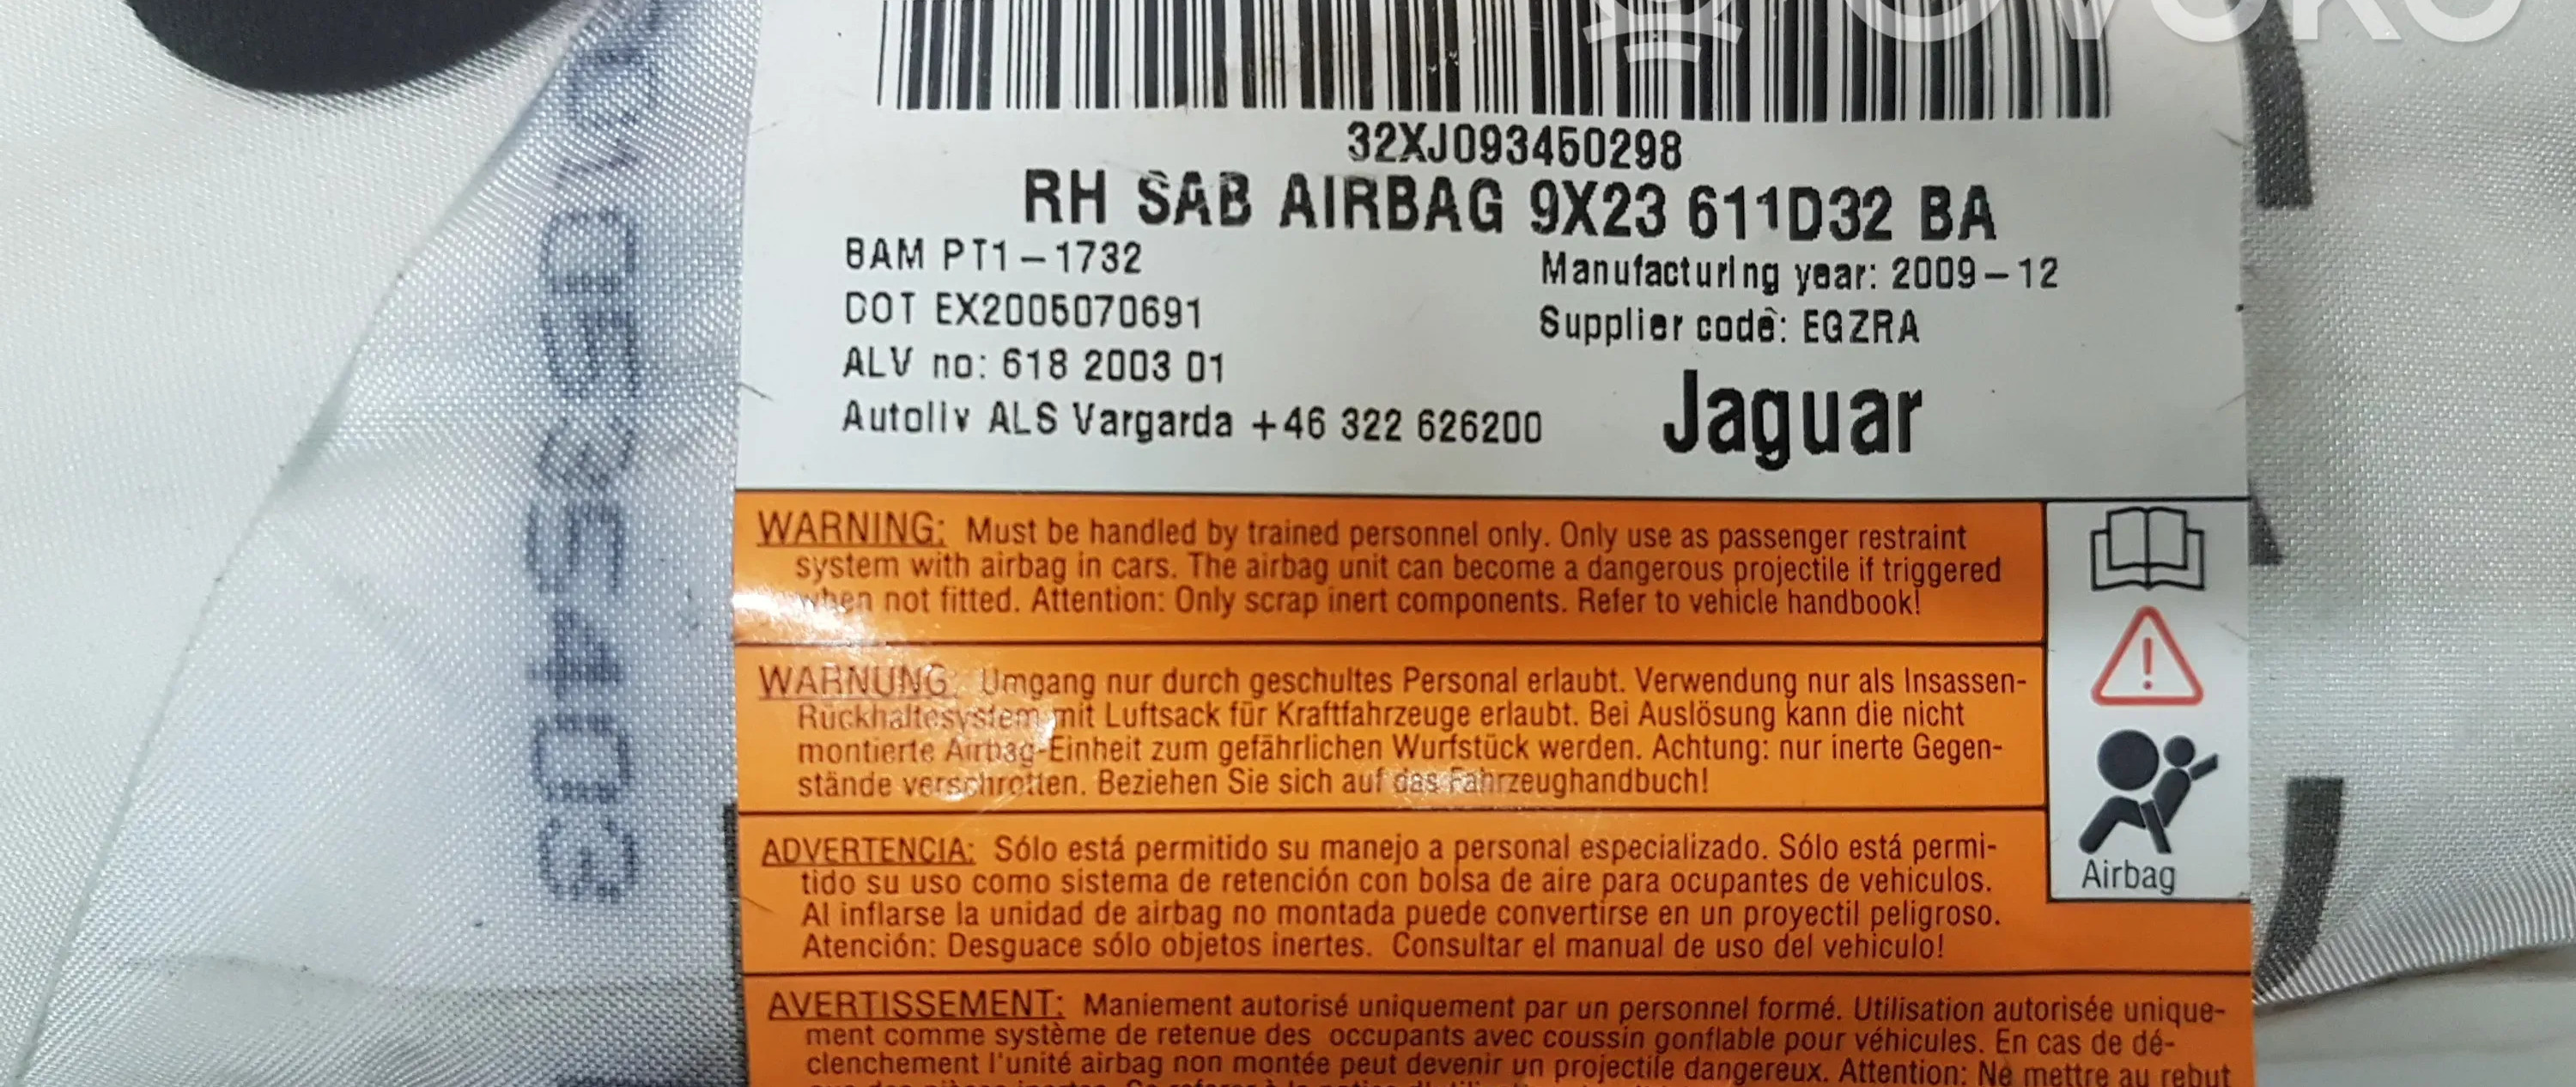 32XJ093450298
RH SAB AIRBAG 9X23 611D32 BA
BAM PT1-1732
Manufacturing year: 2009-12
DOT EX2005070691
Supplier code: EGZRA
ALV no: 618 2003 01
Autoliv ALS Vargarda +46 322 626200
Jaguar
WARNING: Must be handled by trained personnel only. Only use as passenger restraint
system with airbag in cars. The airbag unit can become a dangerous projectile if triggered
when not fitted. Attention: Only scrap inert components. Refer to vehicle handbook!
WARNUNG: Umgang nur durch geschultes Personal erlaubt. Verwendung nur als Insassen-
Rückhaltesystem mit Luftsack für Kraftfahrzeuge erlaubt. Bei Auslösung kann die nicht
montierte Airbag-Einheit zum gefährlichen Wurfstück werden. Achtung: nur inerte Gegen-
stände verschrotten. Beziehen Sie sich auf das Fahrzeughandbuch!
ADVERTENCIA: Sólo está permitido su manejo a personal especializado. Sólo está permi-
tido su uso como sistema de retención con bolsa de aire para ocupantes de vehiculos.
Al inflarse la unidad de airbag no montada puede convertirse en un proyectil peligroso.
Atención: Desguace sólo objetos inertes. Consultar el manual de uso del vehiculo!
Airbag
AVERTISSEMENT: Maniement autorisé uniquement par un personnel formé. Utilisation autorisée unique-
ment comme système de retenue des occupants avec coussin gonflable pour véhicules. En cas de dé-
clenchement l'unité airbag non montée peut devenir un projectile dangereux. Attention: Ne mettre au rebut